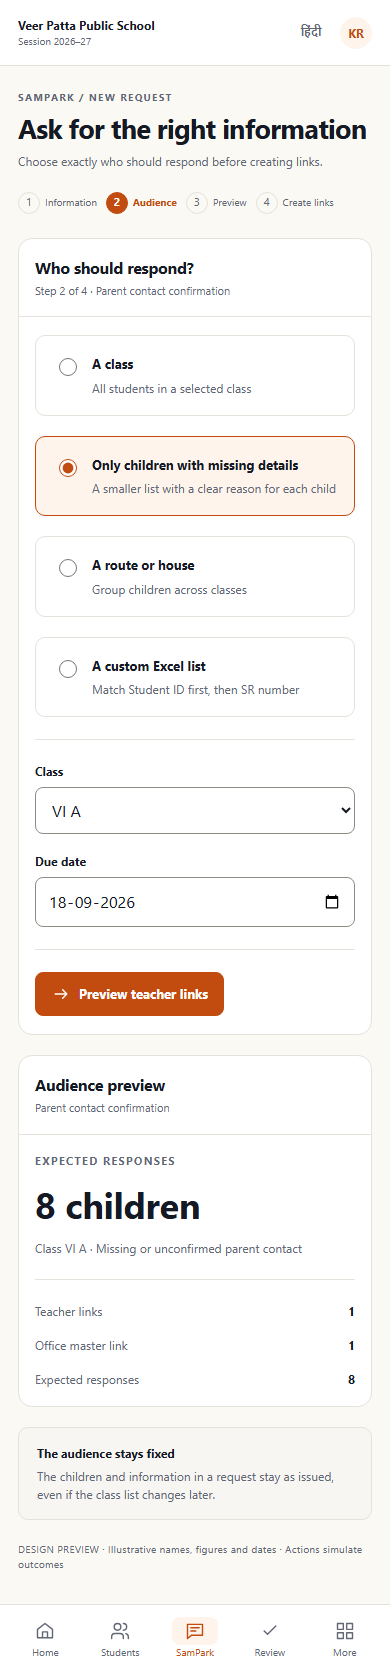 Veer Patta Public School
Session 2026–27
हिंदी
KR
SAMPARK / NEW REQUEST
Ask for the right information
Choose exactly who should respond before creating links.
1 Information 2 Audience 3 Preview 4 Create links
Who should respond?
Step 2 of 4 · Parent contact confirmation
A class
All students in a selected class
Only children with missing details
A smaller list with a clear reason for each child
A route or house
Group children across classes
A custom Excel list
Match Student ID first, then SR number
Class
VI A
Due date
18-09-2026
Preview teacher links
Audience preview
Parent contact confirmation
EXPECTED RESPONSES
8 children
Class VI A · Missing or unconfirmed parent contact
Teacher links 1
Office master link 1
Expected responses 8
The audience stays fixed
The children and information in a request stay as issued,
even if the class list changes later.
DESIGN PREVIEW · Illustrative names, figures and dates · Actions simulate
outcomes
Home Students SamPark Review More